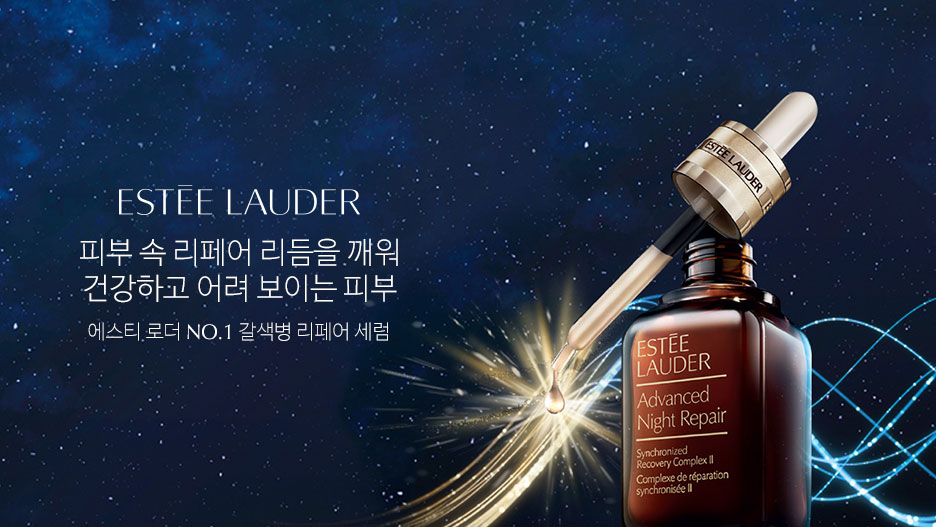 ESTĒE LAUDER
피부 속 리페어 리듬을 깨워
건강하고 어려 보이는 피부
에스티 로더 NO.1 갈색병 리페어 세럼
ESTĒE LAUDER
ESTĒE
LAUDER
Advanced
Night Repair
Synchronized
Recovery Complex II
Complexe de réparation
synchronisée II